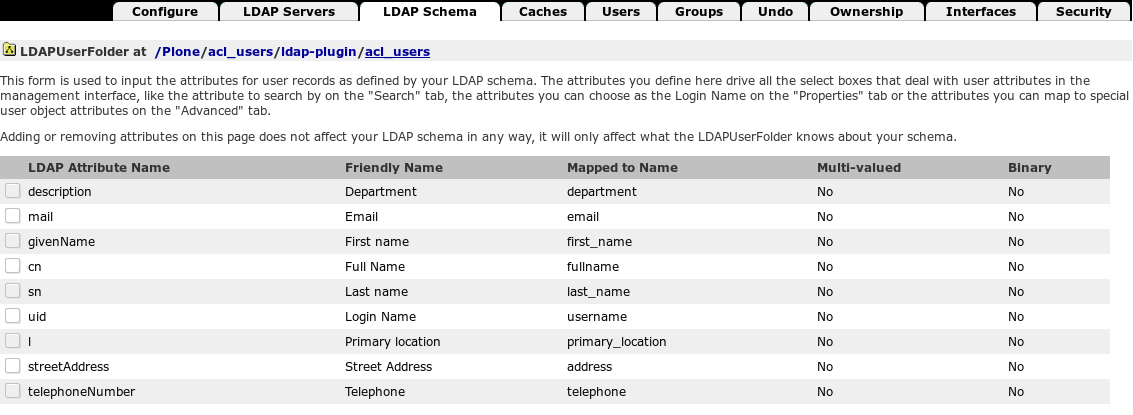 Configure LDAP Servers LDAP Schema Caches Users Groups Undo Ownership Interfaces Security
LDAPUserFolder at /Plone/acl_users/ldap-plugin/acl_users
This form is used to input the attributes for user records as defined by your LDAP schema. The attributes you define here drive all the select boxes that deal with user attributes in the
management interface, like the attribute to search by on the "Search" tab, the attributes you can choose as the Login Name on the "Properties" tab or the attributes you can map to special
user object attributes on the "Advanced" tab.
Adding or removing attributes on this page does not affect your LDAP schema in any way, it will only affect what the LDAPUserFolder knows about your schema.
LDAP Attribute Name Friendly Name Mapped to Name Multi-valued Binary
description Department department No No
mail Email email No No
givenName First name first_name No No
cn Full Name fullname No No
sn Last name last_name No No
uid Login Name username No No
l Primary location primary_location No No
streetAddress Street Address address No No
telephoneNumber Telephone telephone No No